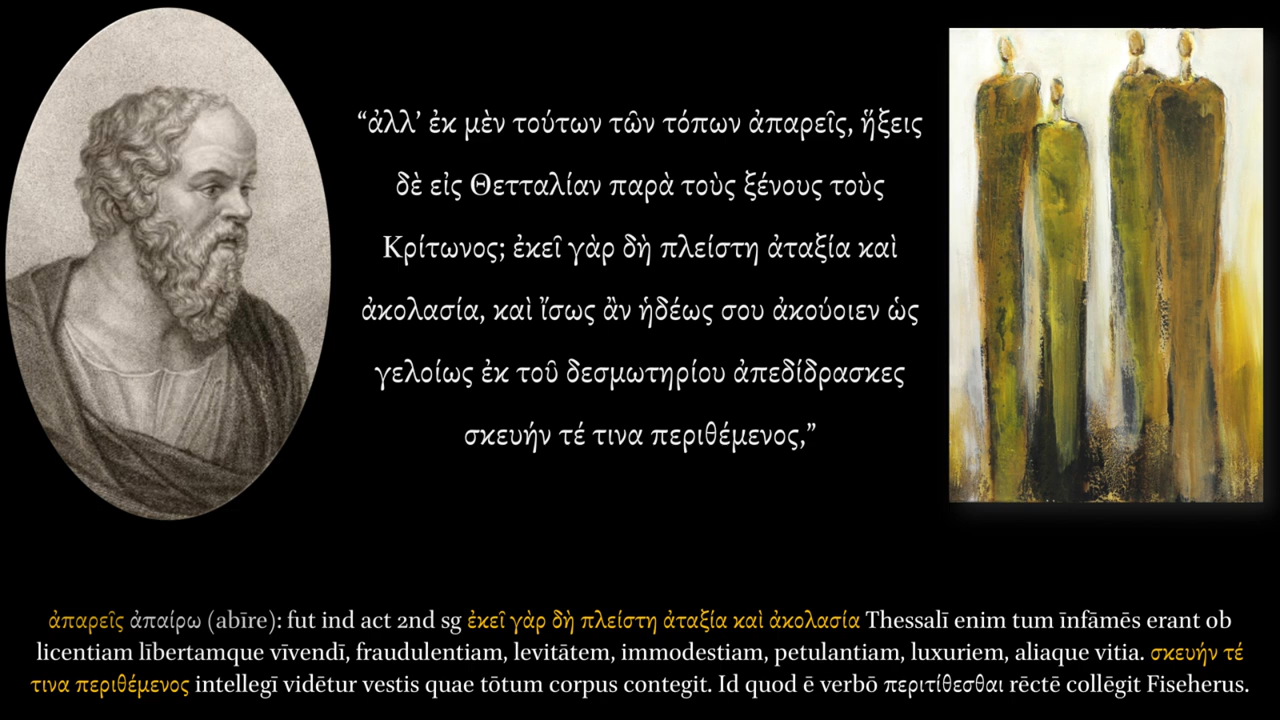 “ἀλλ’ ἐκ μὲν τούτων τῶν τόπων ἀπαρεῖς, ἥξεις
δὲ εἰς Θετταλίαν παρὰ τοὺς ξένους τοὺς
Κρίτωνος; ἐκεῖ γὰρ δὴ πλείστη ἀταξία καὶ
ἀκολασία, καὶ ἴσως ἂν ἡδέως σου ἀκούοιεν ὡς
γελοίως ἐκ τοῦ δεσμωτηρίου ἀπεδίδρασκες
σκευήν τέ τινα περιθέμενος,”
ἀπαρεῖς ἀπαίρω (abīre): fut ind act 2nd sg ἐκεῖ γὰρ δὴ πλείστη ἀταξία καὶ ἀκολασία Thessalī enim tum īnfāmēs erant ob
licentiam lībertamque vīvendī, fraudulentiam, levitātem, immodestiam, petulantiam, luxuriem, aliaque vitia. σκευήν τέ
τινα περιθέμενος intellegī vidētur vestis quae tōtum corpus contegit. Id quod ē verbō περιτίθεσθαι rēctē collēgit Fiseherus.